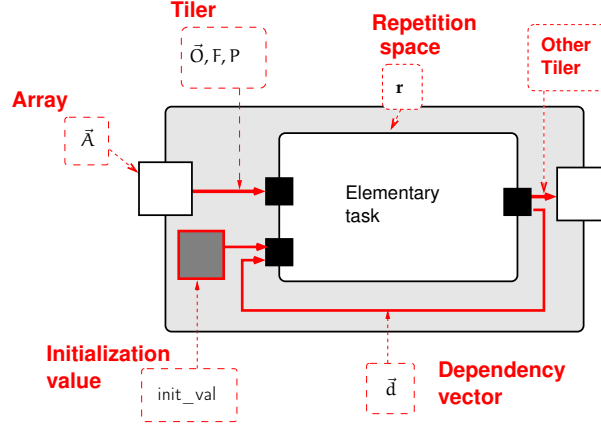 Tiler
O⃗, F, P
Repetition
space
r
Other
Tiler
Array
A⃗
Elementary
task
Initialization
value
init_val
d⃗
Dependency
vector